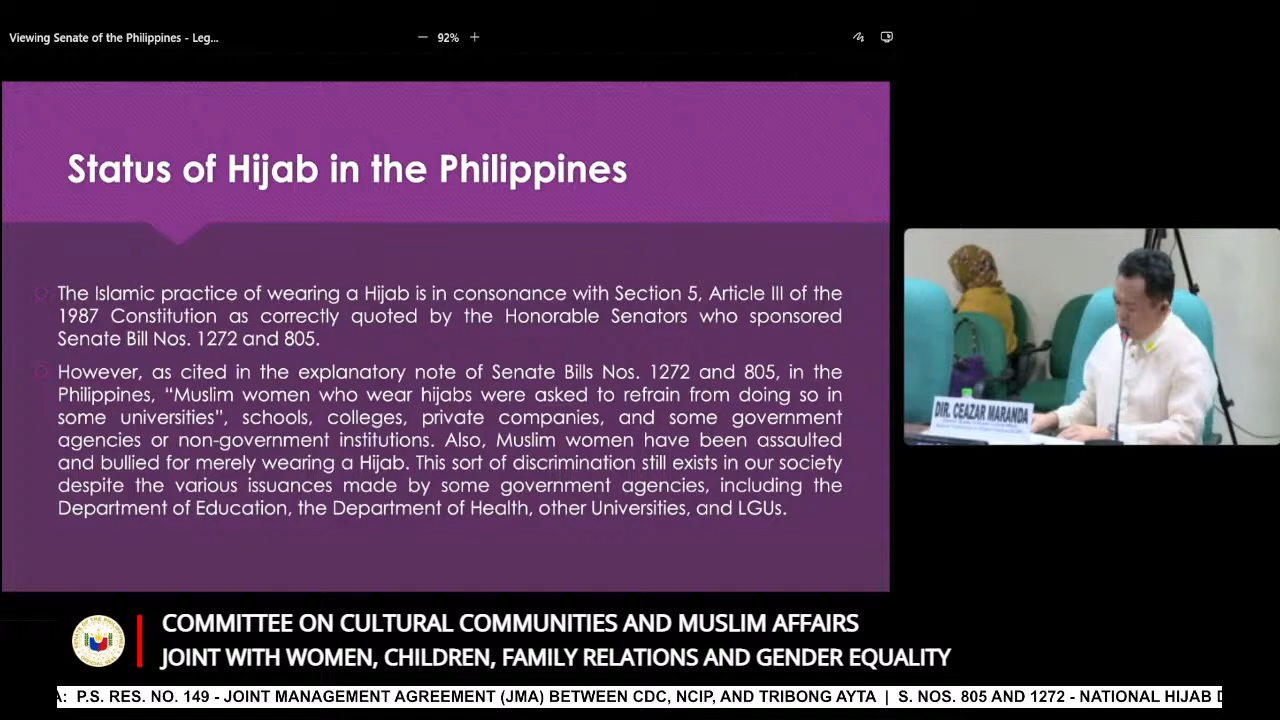 Viewing Senate of the Philippines - Leg...
92%
Status of Hijab in the Philippines
The Islamic practice of wearing a Hijab is in consonance with Section 5, Article III of the
1987 Constitution as correctly quoted by the Honorable Senators who sponsored
Senate Bill Nos. 1272 and 805.
However, as cited in the explanatory note of Senate Bills Nos. 1272 and 805, in the
Philippines, “Muslim women who wear hijabs were asked to refrain from doing so in
some universities”, schools, colleges, private companies, and some government
agencies or non-government institutions. Also, Muslim women have been assaulted
and bullied for merely wearing a Hijab. This sort of discrimination still exists in our society
despite the various issuances made by some government agencies, including the
Department of Education, the Department of Health, other Universities, and LGUs.
DIR. CEAZAR MARANDA
COMMITTEE ON CULTURAL COMMUNITIES AND MUSLIM AFFAIRS
JOINT WITH WOMEN, CHILDREN, FAMILY RELATIONS AND GENDER EQUALITY
A: P.S. RES. NO. 149 - JOINT MANAGEMENT AGREEMENT (JMA) BETWEEN CDC, NCIP, AND TRIBONG AYTA | S. NOS. 805 AND 1272 - NATIONAL HIJAB D